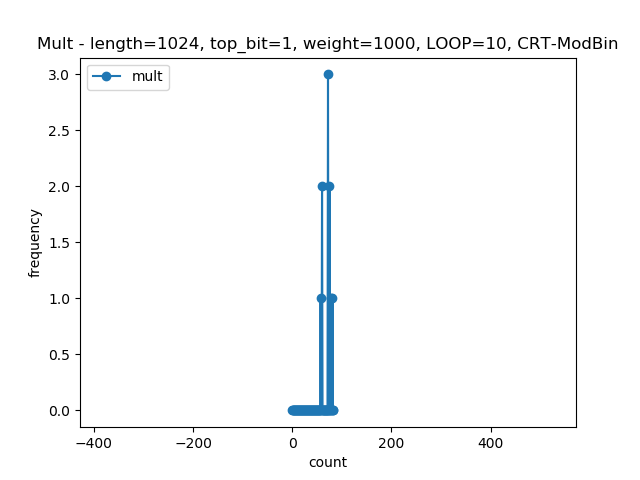 Mult - length=1024, top_bit=1, weight=1000, LOOP=10, CRT-ModBin
mult
3.0
2.5
2.0
1.5
1.0
0.5
0.0
frequency
−400 −200 0 200 400
count